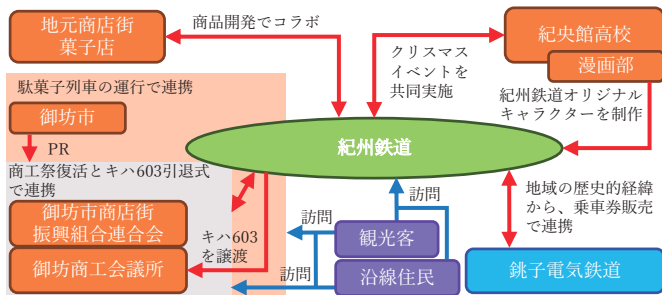 地元商店街
菓子店
商品開発でコラボ
紀央館高校
漫画部
クリスマス
イベントを
共同実施
紀州鉄道オリジナル
キャラクターを制作
駄菓子列車の運行で連携
御坊市
PR
紀州鉄道
商工祭復活とキハ603引退式
で連携
御坊市商店街
振興組合連合会
御坊商工会議所
キハ603
を譲渡
訪問
訪問
訪問
観光客
沿線住民
地域の歴史的経緯
から、乗車券販売
で連携
銚子電気鉄道